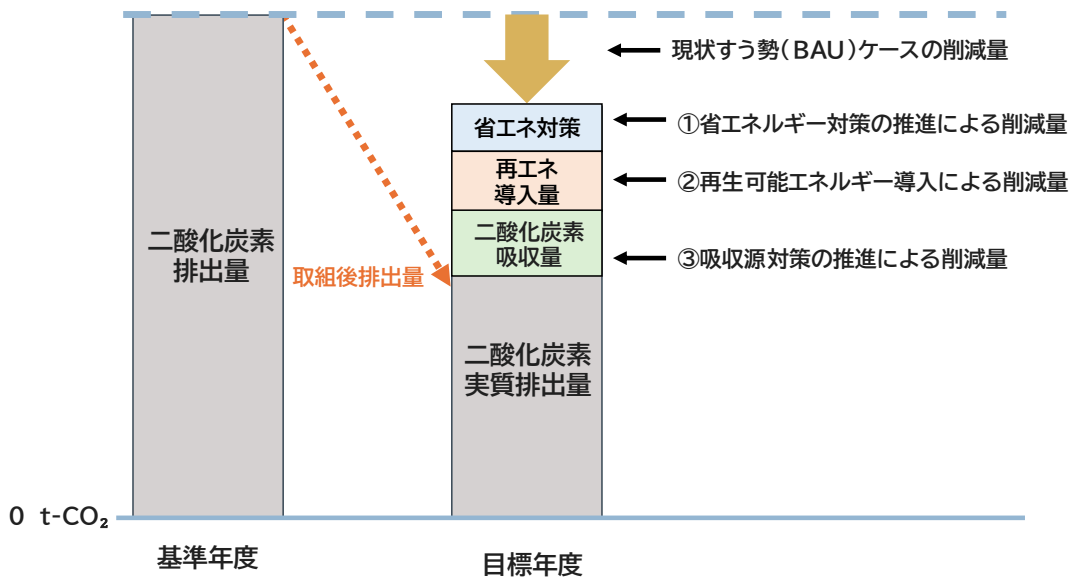 現状すう勢(BAU)ケースの削減量
省エネ対策
①省エネルギー対策の推進による削減量
再エネ
導入量
②再生可能エネルギー導入による削減量
二酸化炭素
排出量
二酸化炭素
吸収量
③吸収源対策の推進による削減量
取組後排出量
二酸化炭素
実質排出量
0 t-CO₂
基準年度
目標年度